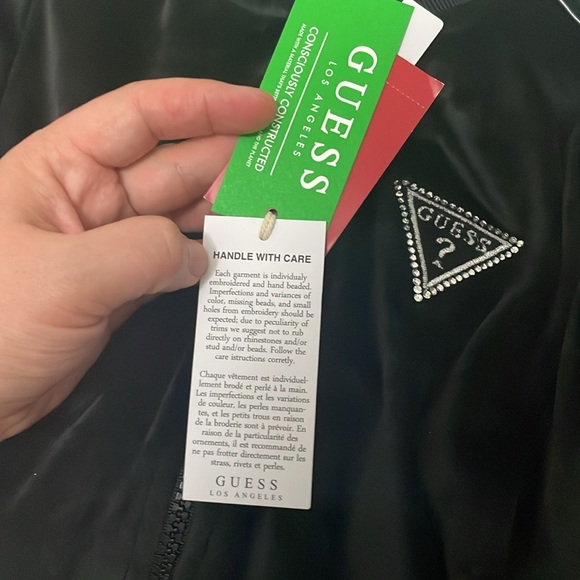 GUESS
LOS ANGELES
CONSCIOUSLY CONSTRUCTED
MADE WITH A MATERIAL THAT'S
HANDLE WITH CARE
Each garment is individualy
embroidered and hand beaded.
Imperfections and variances of
color, missing beads, and small
holes from embroidery should be
expected; due to peculiarity of
trims we suggest not to rub
directly on rhinestones and/or
stud and/or beads. Follow the
care istructions corretly.
Chaque vêtement est individuel-
lement brodé et perlé à la main.
Les imperfections et les variations
de couleur, les perles manquan-
tes, et les petits trous en raison
de la broderie sont à prévoir. En
raison de la particularité des
ornements, il est recommandé de
ne pas frotter directement sur les
strass, rivets et perles.
GUESS
LOS ANGELES
GUESS
?